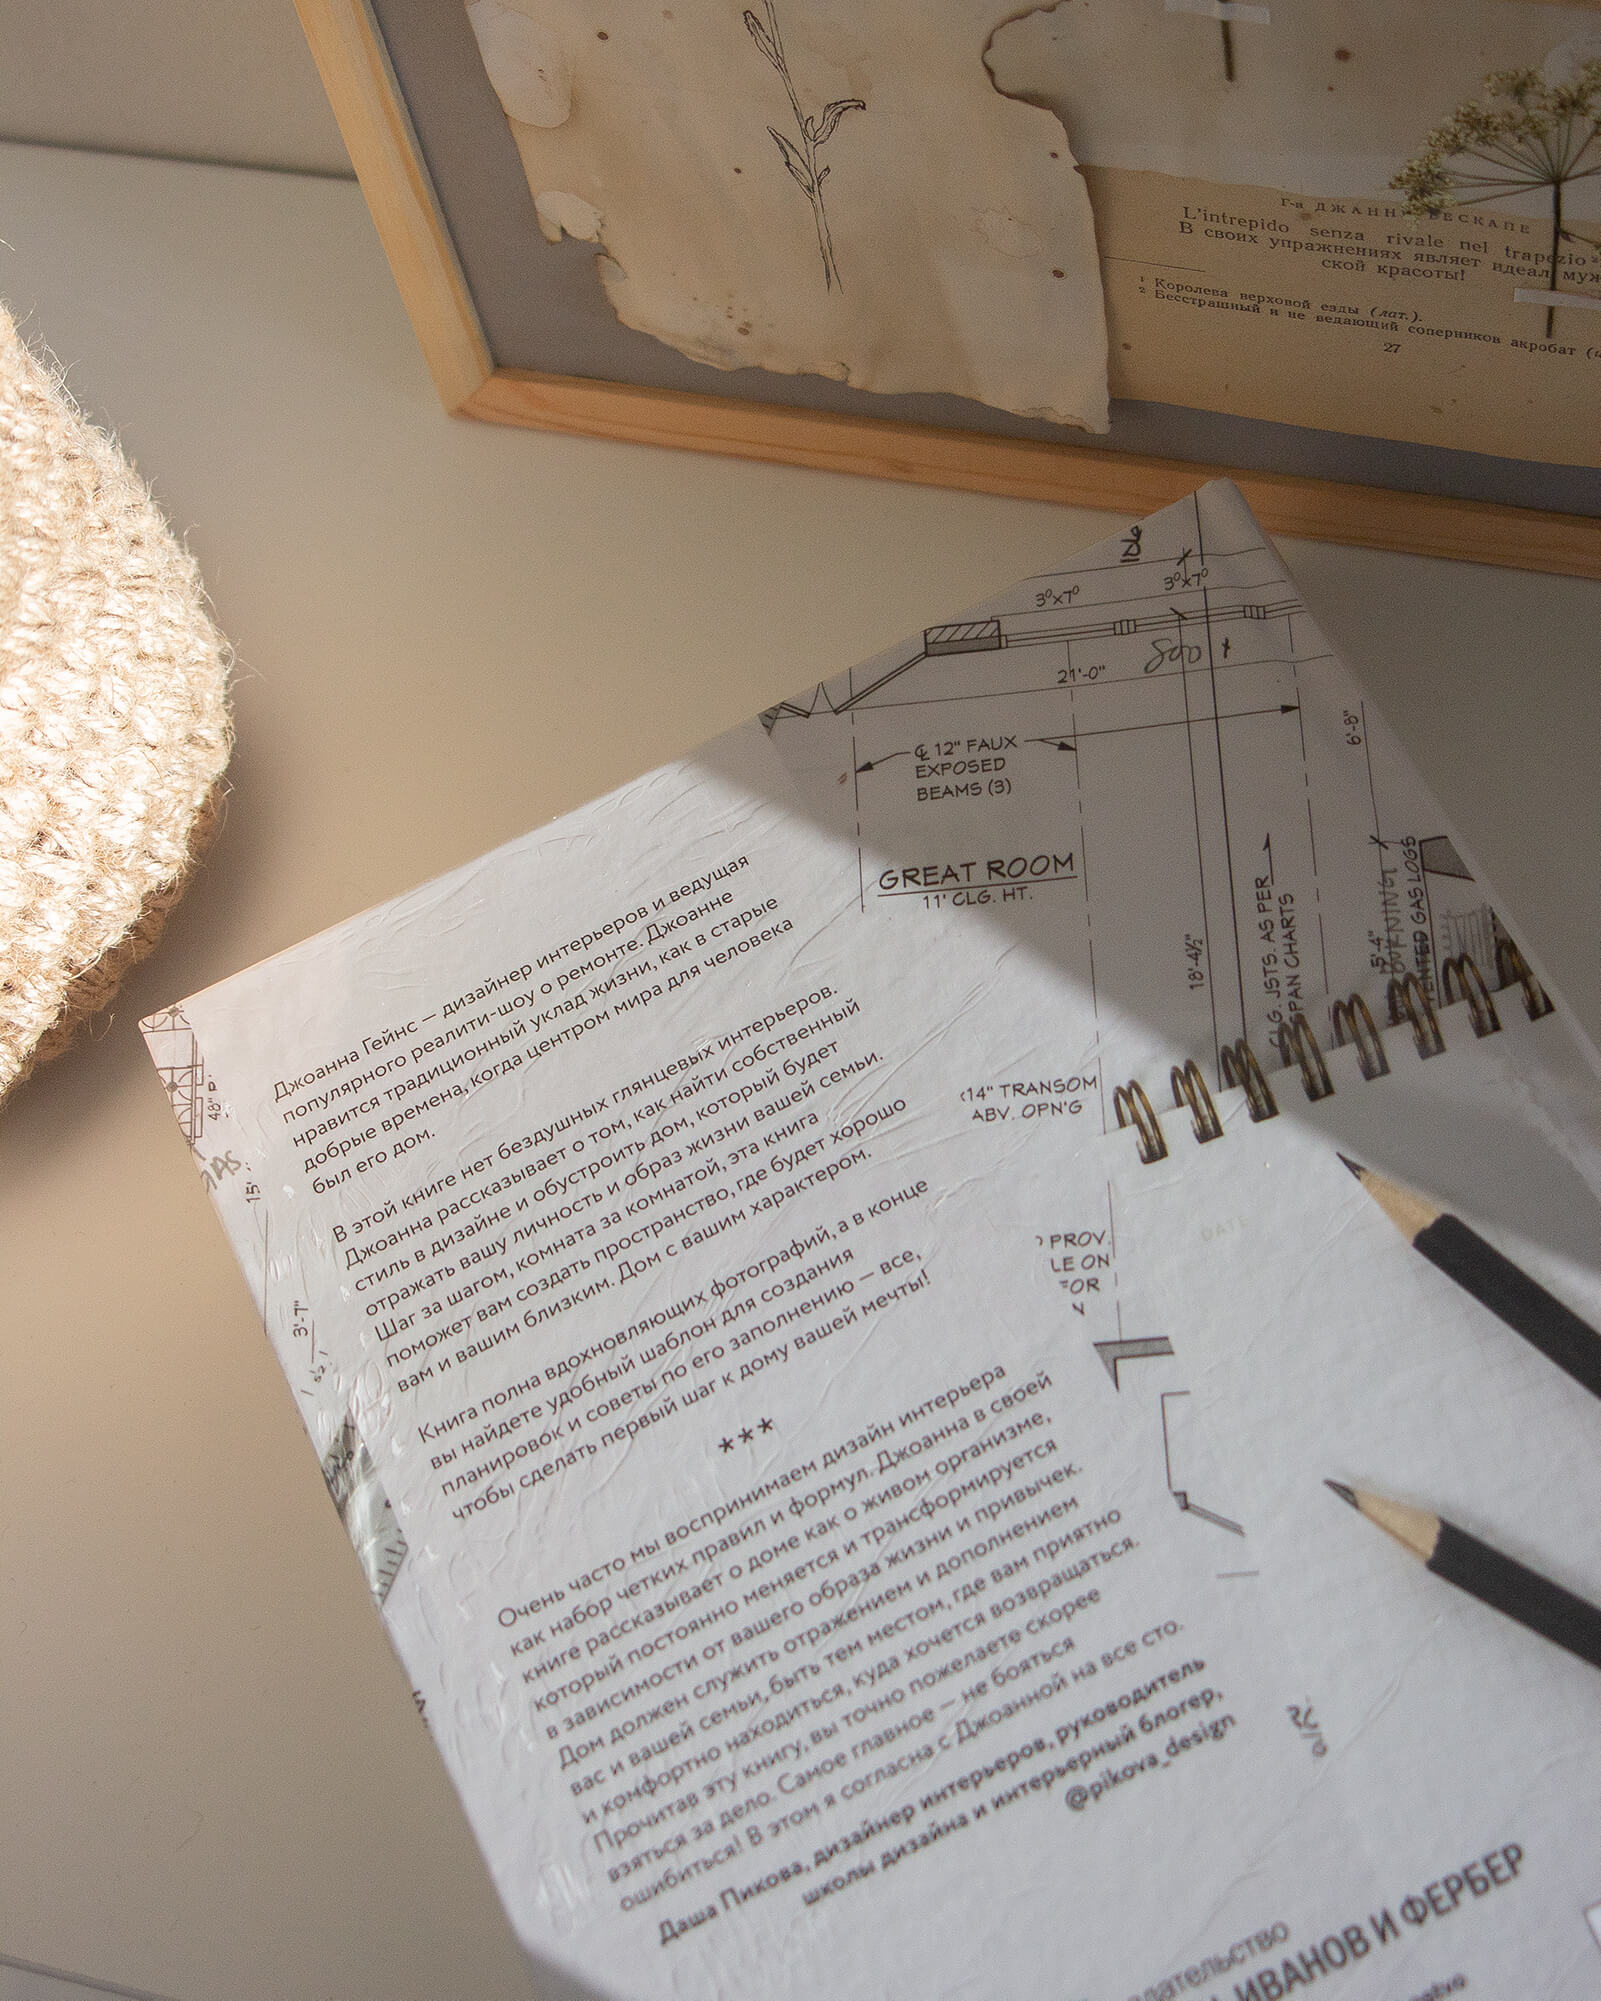 Г-а ДЖАННИ БЕСКАПЕ
L'intrepido senza rivale nel trapezio ²
В своих упражнениях являет идеал муж-
ской красоты!
¹ Королева верховой езды (лат.).
² Бесстрашный и не ведающий соперников акробат
27
3⁰x7⁰
3⁰x7⁰
800
21'-0"
6'-8"
℄ 12" FAUX
EXPOSED
BEAMS (3)
GREAT ROOM
11' CLG. HT.
18'-4½"
CLG. JSTS. AS PER
SPAN CHARTS
5'-4"
VENTED GAS LOGS
14" TRANSOM
ABV. OPN'G
PROV.
ON
DATE
48"
15'
3'-7"
Джоанна Гейнс — дизайнер интерьеров и ведущая
популярного реалити-шоу о ремонте. Джоанне
нравится традиционный уклад жизни, как в старые
добрые времена, когда центром мира для человека
был его дом.
В этой книге нет бездушных глянцевых интерьеров.
Джоанна рассказывает о том, как найти собственный
стиль в дизайне и обустроить дом, который будет
отражать вашу личность и образ жизни вашей семьи.
Шаг за шагом, комната за комнатой, эта книга
поможет вам создать пространство, где будет хорошо
вам и вашим близким. Дом с вашим характером.
Книга полна вдохновляющих фотографий, а в конце
вы найдете удобный шаблон для создания
планировок и советы по его заполнению — все,
чтобы сделать первый шаг к дому вашей мечты!
***
Очень часто мы воспринимаем дизайн интерьера
как набор четких правил и формул. Джоанна в своей
книге рассказывает о доме как о живом организме,
который постоянно меняется и трансформируется
в зависимости от вашего образа жизни и привычек.
Дом должен служить отражением и дополнением
вас и вашей семьи, быть тем местом, где вам приятно
и комфортно находиться, куда хочется возвращаться.
Прочитав эту книгу, вы точно пожелаете скорее
взяться за дело. Самое главное — не бояться
ошибиться! В этом я согласна с Джоанной на все сто.
Даша Пикова, дизайнер интерьеров, руководитель
школы дизайна и интерьерный блогер,
@pikova_design
ИВАНОВ И ФЕРБЕР